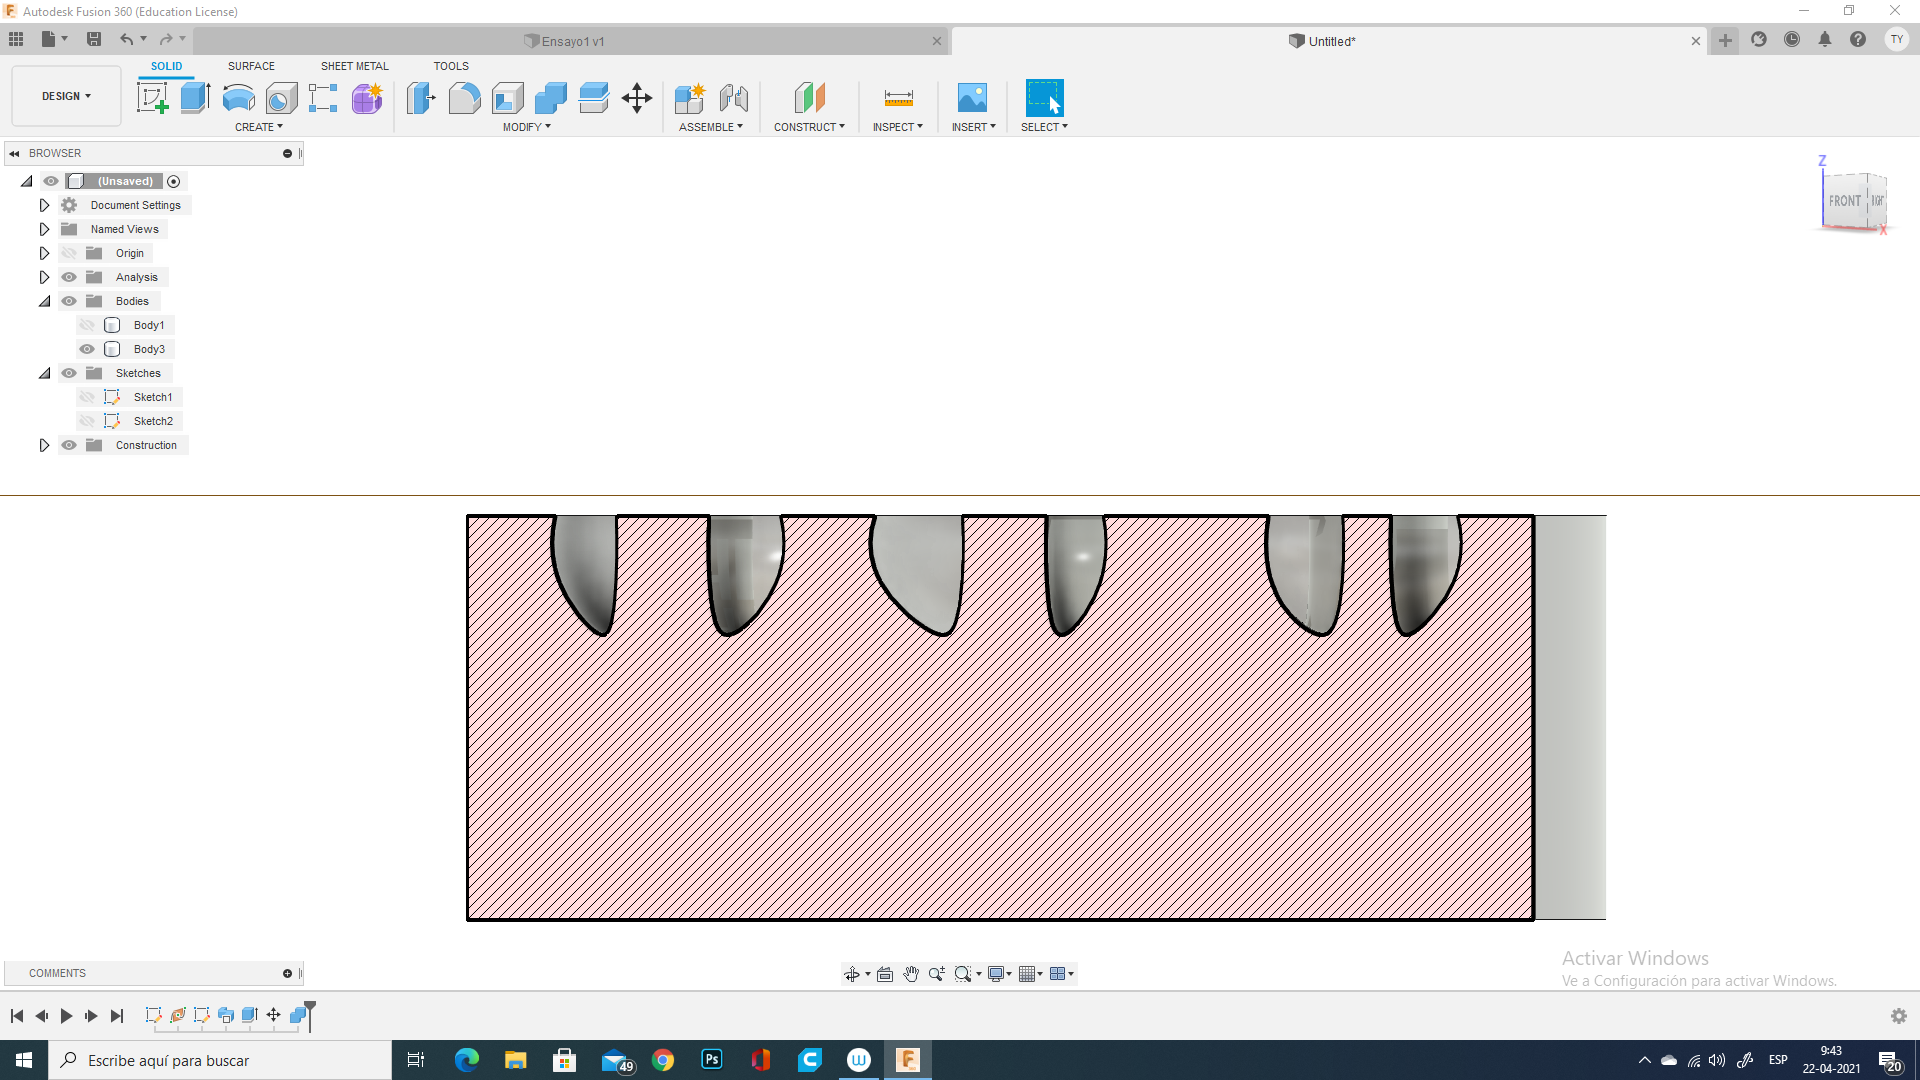 Autodesk Fusion 360 (Education License)
Ensayo1 v1
Untitled*
TY
DESIGN
SOLID
SURFACE
SHEET METAL
TOOLS
CREATE
MODIFY
ASSEMBLE
CONSTRUCT
INSPECT
INSERT
SELECT
BROWSER
(Unsaved)
Document Settings
Named Views
Origin
Analysis
Bodies
Body1
Body3
Sketches
Sketch1
Sketch2
Construction
Z
FRONT
RIGHT
X
COMMENTS
Activar Windows
Ve a Configuración para activar Windows.
Escribe aquí para buscar
49
Ps
ESP
9:43
22-04-2021
20